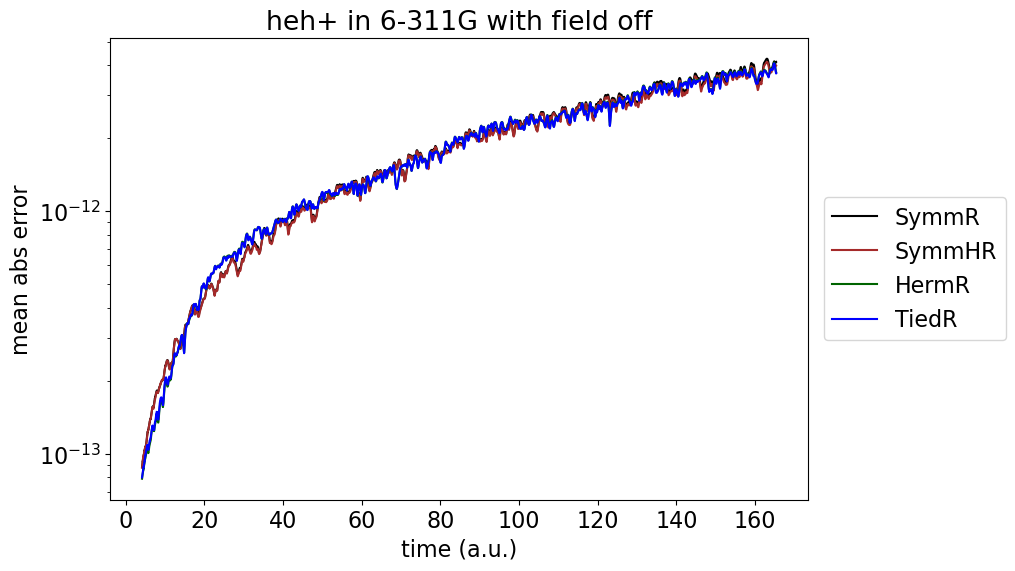 heh+ in 6-311G with field off
mean abs error
10⁻¹²
10⁻¹³
0 20 40 60 80 100 120 140 160
time (a.u.)
SymmR
SymmHR
HermR
TiedR